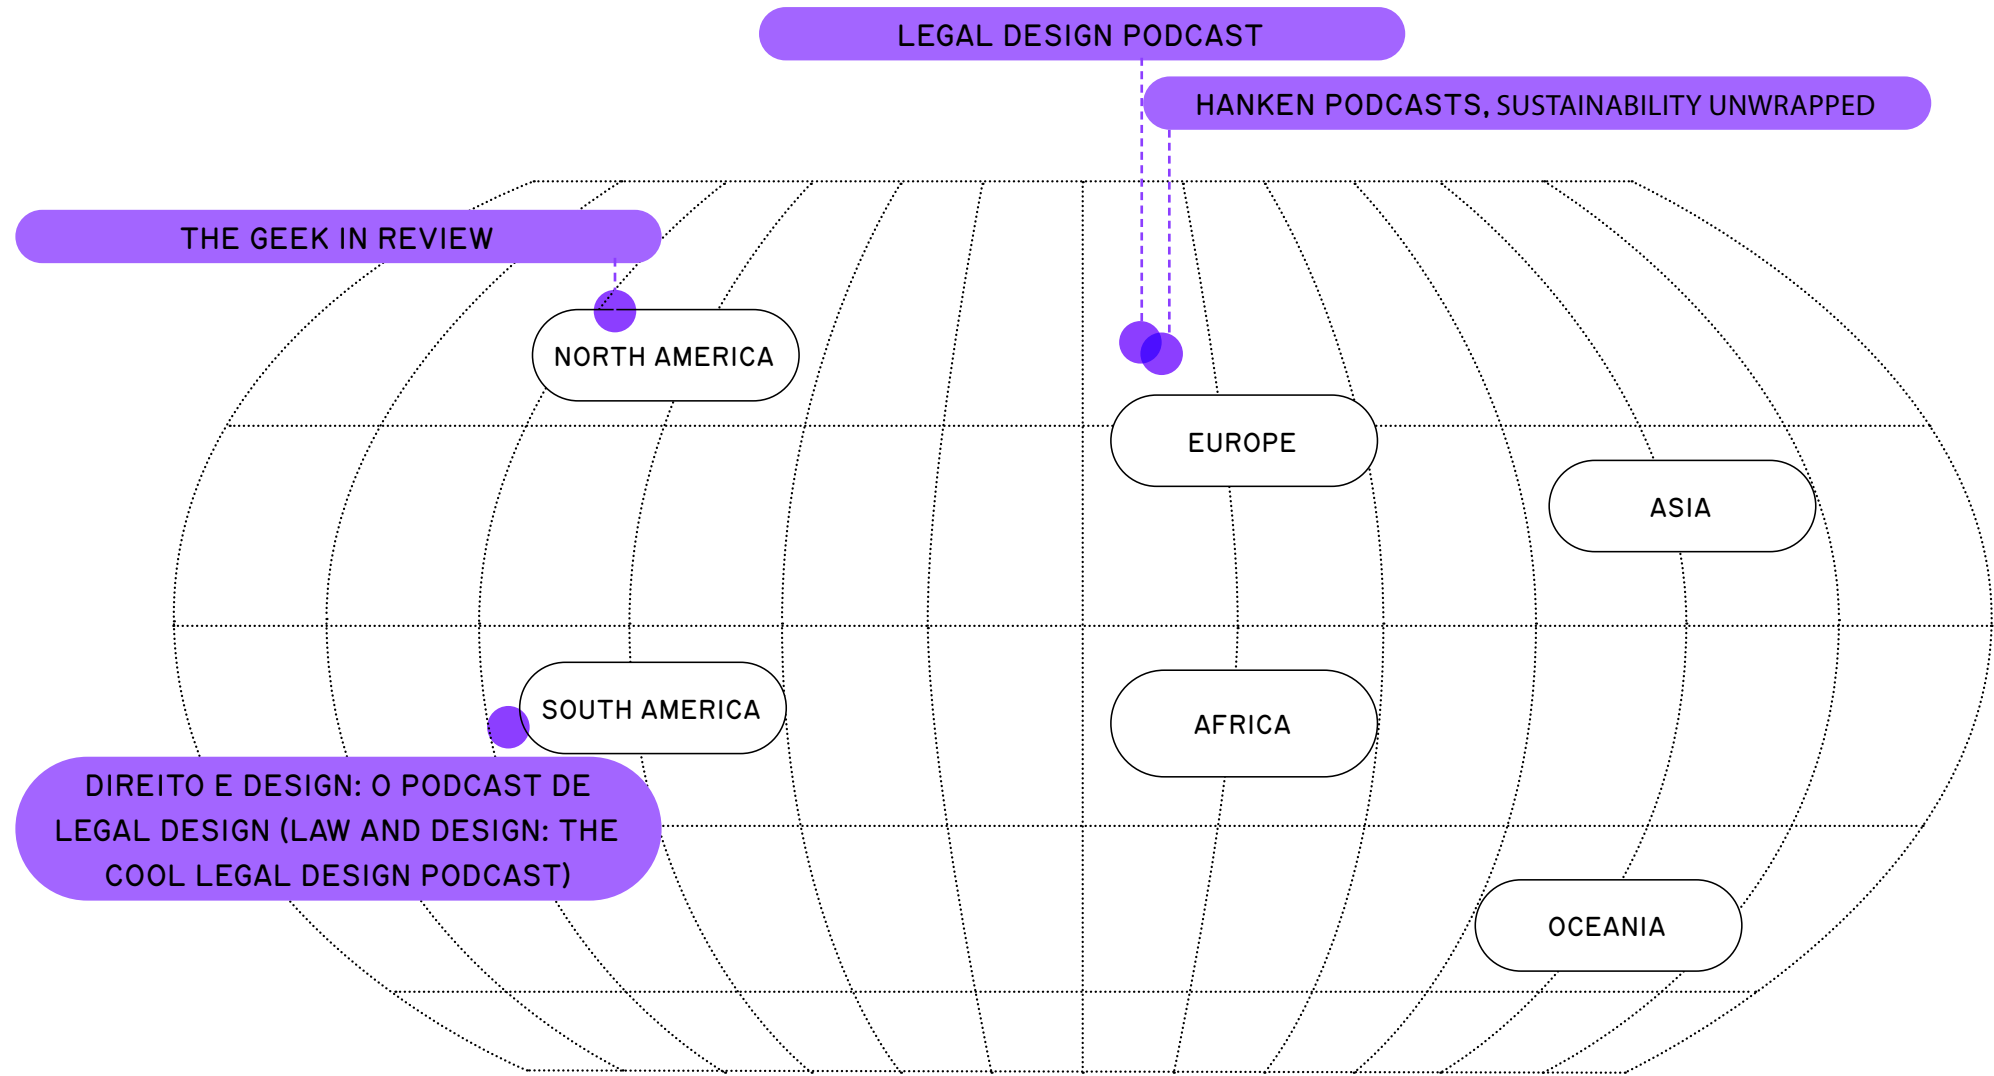 LEGAL DESIGN PODCAST
HANKEN PODCASTS, SUSTAINABILITY UNWRAPPED
THE GEEK IN REVIEW
NORTH AMERICA
EUROPE
ASIA
SOUTH AMERICA
AFRICA
DIREITO E DESIGN: O PODCAST DE
LEGAL DESIGN (LAW AND DESIGN: THE
COOL LEGAL DESIGN PODCAST)
OCEANIA